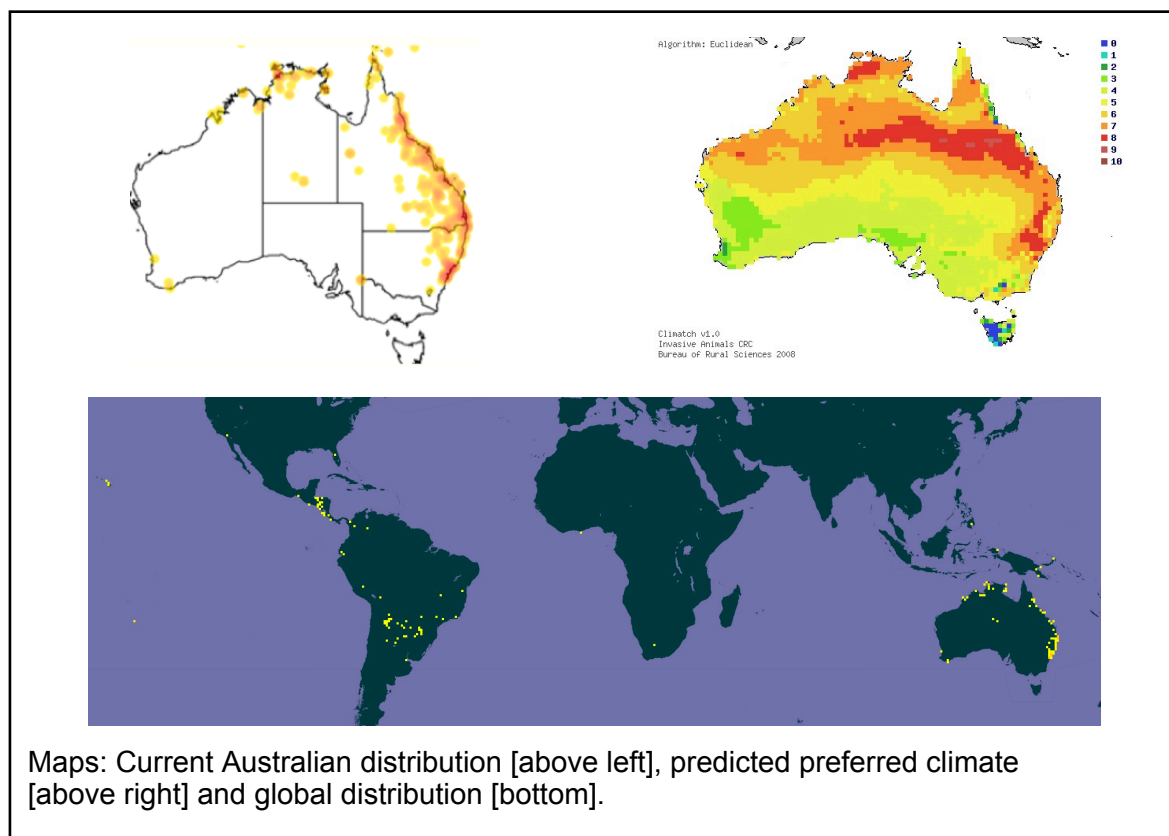 Algorithm: Euclidean
0
1
2
3
4
5
6
7
8
9
10
Climatch v1.0
Invasive Animals CRC
Bureau of Rural Sciences 2008
Maps: Current Australian distribution [above left], predicted preferred climate
[above right] and global distribution [bottom].